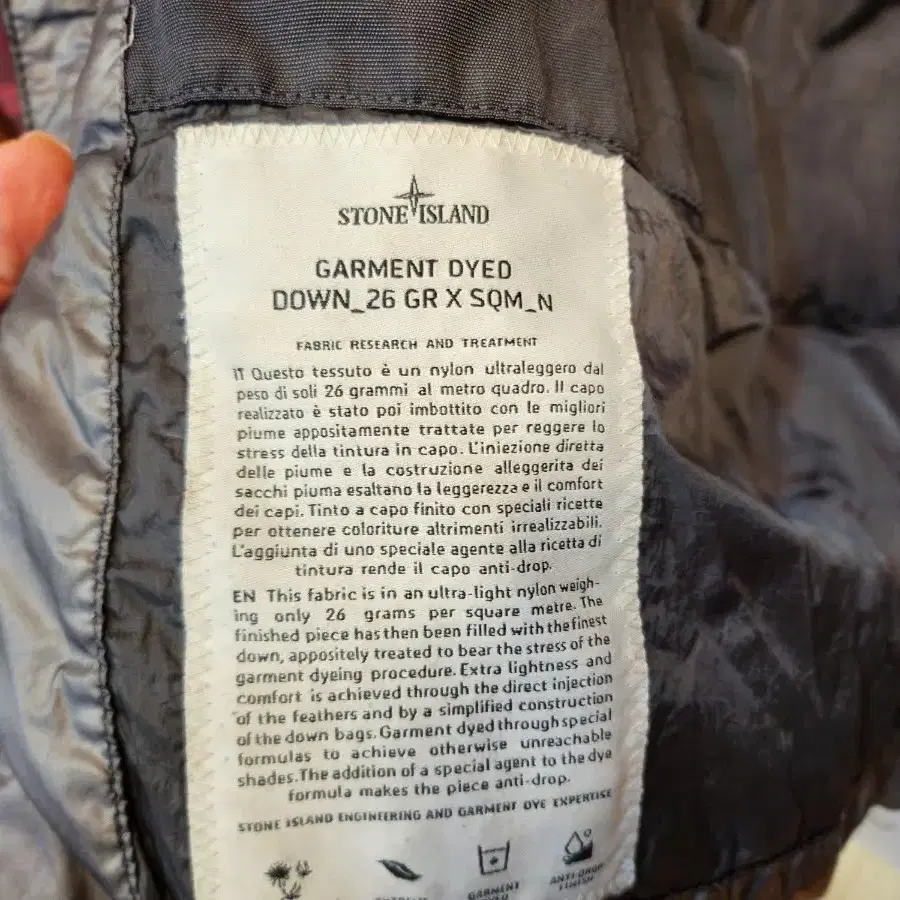 STONE ISLAND
GARMENT DYED
DOWN_26 GR X SQM_N
FABRIC RESEARCH AND TREATMENT
IT Questo tessuto è un nylon ultraleggero dal
peso di soli 26 grammi al metro quadro. Il capo
realizzato è stato poi imbottito con le migliori
piume appositamente trattate per reggere lo
stress della tintura in capo. L'iniezione diretta
delle piume e la costruzione alleggerita dei
sacchi piuma esaltano la leggerezza e il comfort
dei capi. Tinto a capo finito con speciali ricette
per ottenere coloriture altrimenti irrealizzabili.
L'aggiunta di uno speciale agente alla ricetta di
tintura rende il capo anti-drop.
EN This fabric is in an ultra-light nylon weigh-
ing only 26 grams per square metre. The
finished piece has then been filled with the finest
down, appositely treated to bear the stress of the
garment dyeing procedure. Extra lightness and
comfort is achieved through the direct injection
of the feathers and by a simplified construction
of the down bags. Garment dyed through special
formulas to achieve otherwise unreachable
shades. The addition of a special agent to the dye
formula makes the piece anti-drop.
STONE ISLAND ENGINEERING AND GARMENT DYE EXPERTISE
GARMENT
ANTI-DROP
FINISH